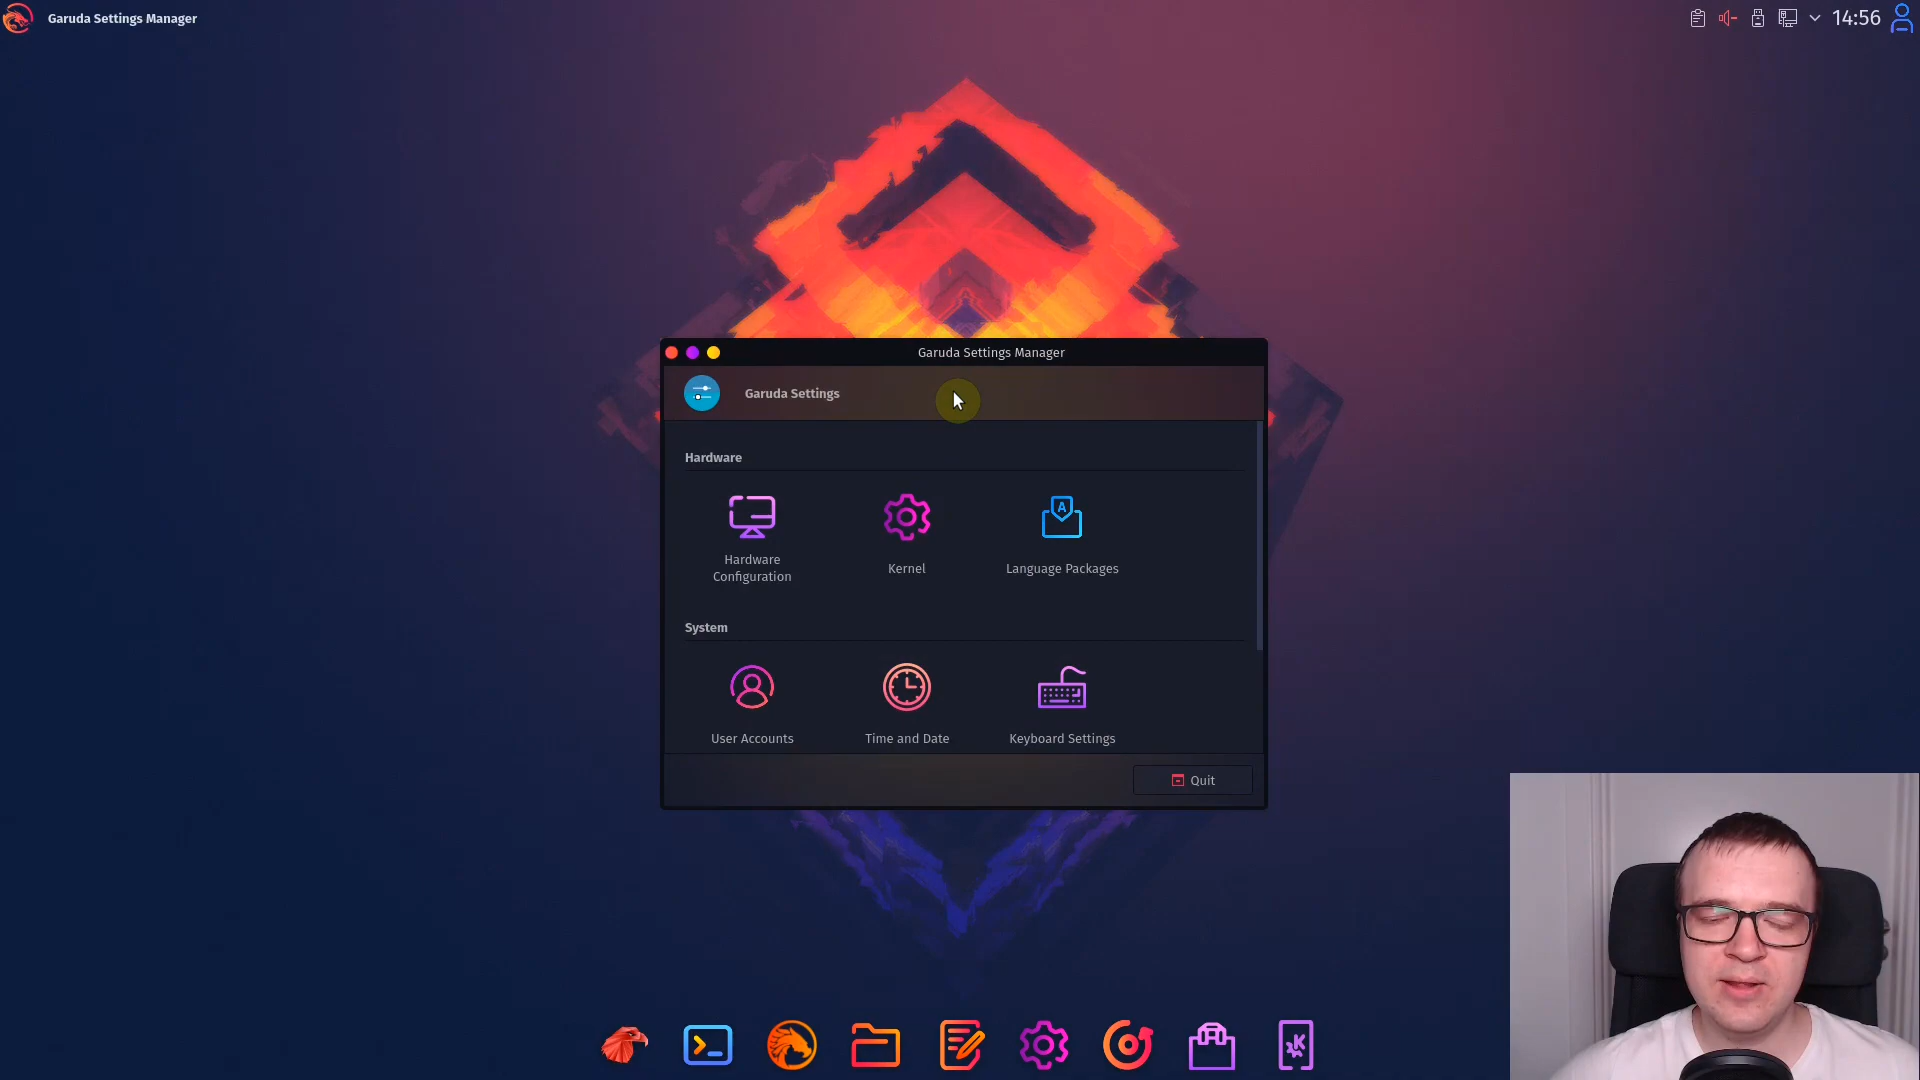 Garuda Settings Manager
14:56
Garuda Settings Manager
Garuda Settings
Hardware
A
Hardware
Configuration
Kernel
Language Packages
System
User Accounts
Time and Date
Keyboard Settings
Quit
K